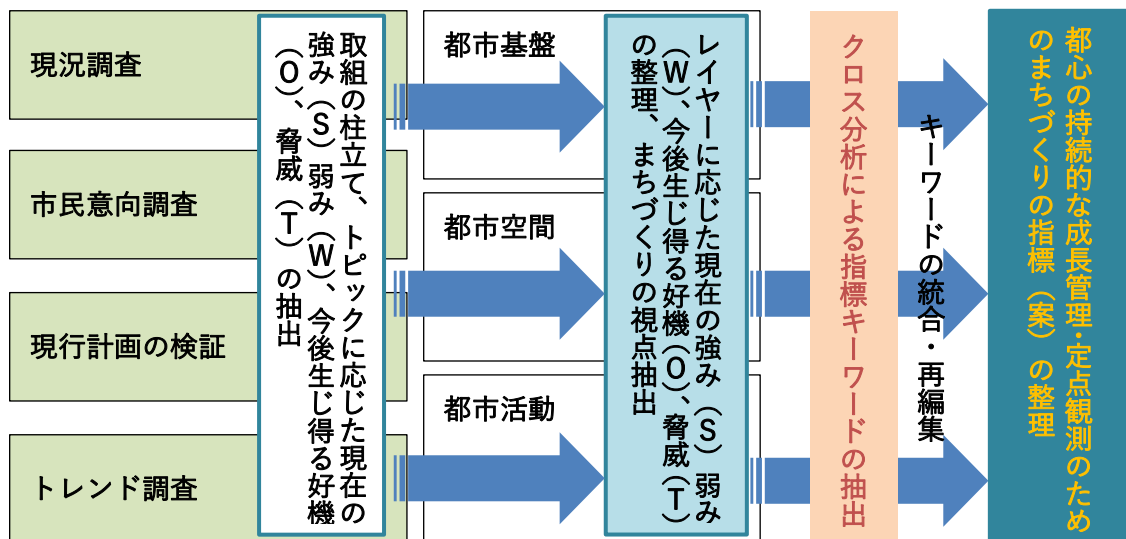 現況調査
市民意向調査
現行計画の検証
トレンド調査
取組の柱立て、トピックに応じた現在の
強み（S）弱み（W）、今後生じ得る好機
（O）、脅威（T）の抽出
都市基盤
都市空間
都市活動
レイヤーに応じた現在の強み（S）弱み
（W）、今後生じ得る好機（O）、脅威（T）
の整理、まちづくりの視点抽出
クロス分析による指標キーワードの抽出
キーワードの統合・再編集
都心の持続的な成長管理・定点観測のため
のまちづくりの指標（案）の整理